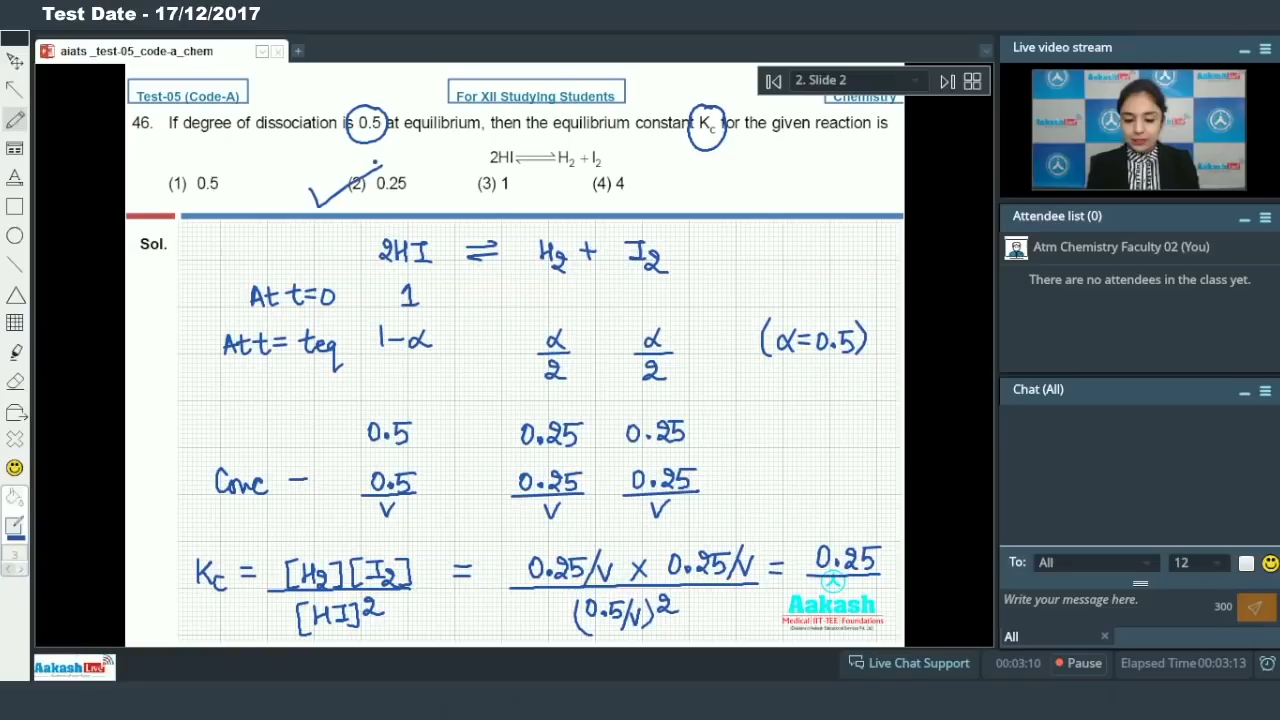 Test Date - 17/12/2017
aiats _test-05_code-a_chem
Live video stream
2. Slide 2
Test-05 (Code-A)
For XII Studying Students
Chemistry
46. If degree of dissociation is 0.5 at equilibrium, then the equilibrium constant Kc for the given reaction is
2HI ⇌ H2 + I2
(1) 0.5 (2) 0.25 (3) 1 (4) 4
Sol.
2HI ⇌ H2 + I2
At t=0 1
At t= teq 1-α α/2 α/2 (α=0.5)
0.5 0.25 0.25
Conc - 0.5/V 0.25/V 0.25/V
Kc = [H2][I2]/[HI]2 = 0.25/V × 0.25/V/(0.5/V)2 = 0.25
Aakash
Medical|IIT-JEE|Foundations
Attendee list (0)
Atm Chemistry Faculty 02 (You)
There are no attendees in the class yet.
Chat (All)
To: All 12
Write your message here.
300
All
3
Aakash Live
Live Chat Support 00:03:10 Pause Elapsed Time 00:03:13